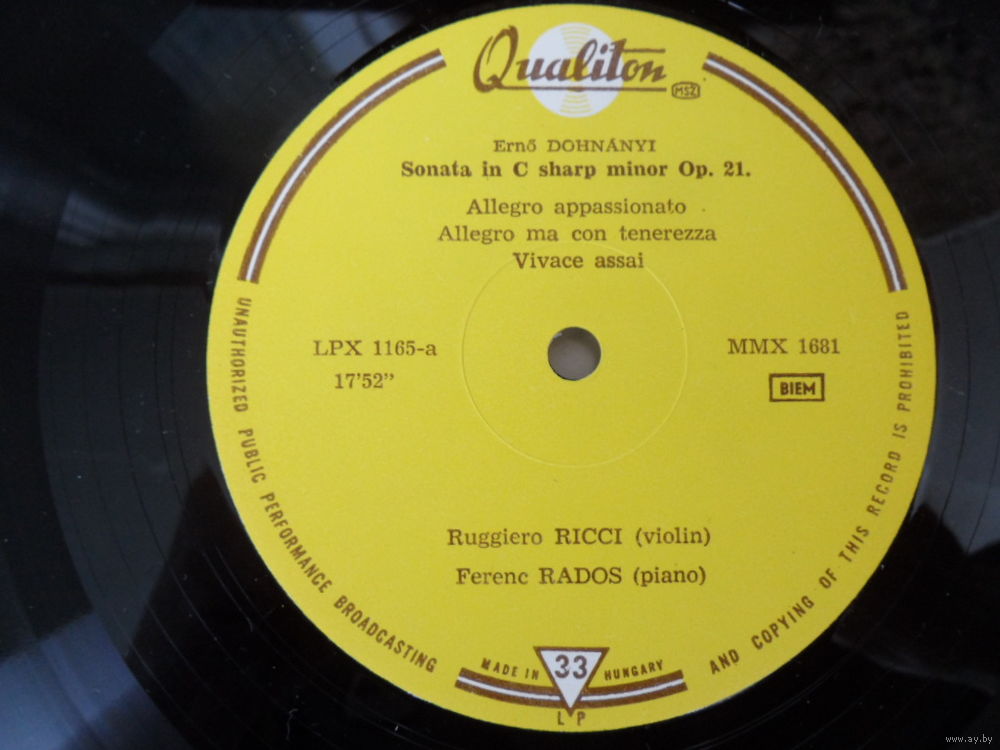 Qualiton
MSZ
Ernő DOHNÁNYI
Sonata in C sharp minor Op. 21.
Allegro appassionato
Allegro ma con tenerezza
Vivace assai
LPX 1165-a
17’52”
MMX 1681
BIEM
Ruggiero RICCI (violin)
Ferenc RADOS (piano)
UNAUTHORIZED PUBLIC PERFORMANCE BROADCASTING AND COPYING OF THIS RECORD IS PROHIBITED
MADE IN 33 HUNGARY
LP
www.ay.by